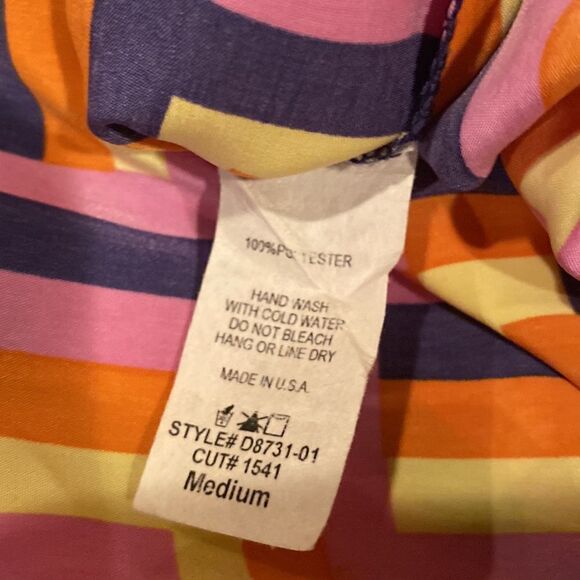 100% POLYESTER
HAND WASH
WITH COLD WATER
DO NOT BLEACH
HANG OR LINE DRY
MADE IN U.S.A.
STYLE# D8731-01
CUT# 1541
Medium